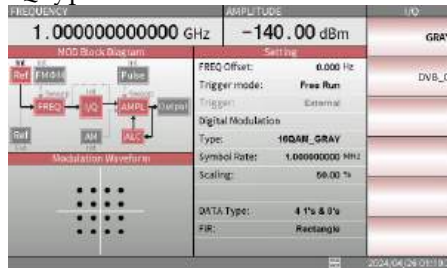 FREQUENCY
AMPLITUDE
I/Q
1.000000000000 GHz
-140.00 dBm
GRAY
MOD Block Diagram
Setting
FREQ Offset: 0.000 Hz
Trigger mode: Free Run
Trigger: External
Digital Modulation
Type: 16QAM_GRAY
Symbol Rate: 1.000000000 MHz
Scaling: 50.00 %
DATA Type: 4 1's & 0's
FIR: Rectangle
Ref
FM/ΦM
Pulse
FREQ
I/Q
AMPL
Output
Ref
AM
ALC
Modulation Waveform
2024/04/26 01:19